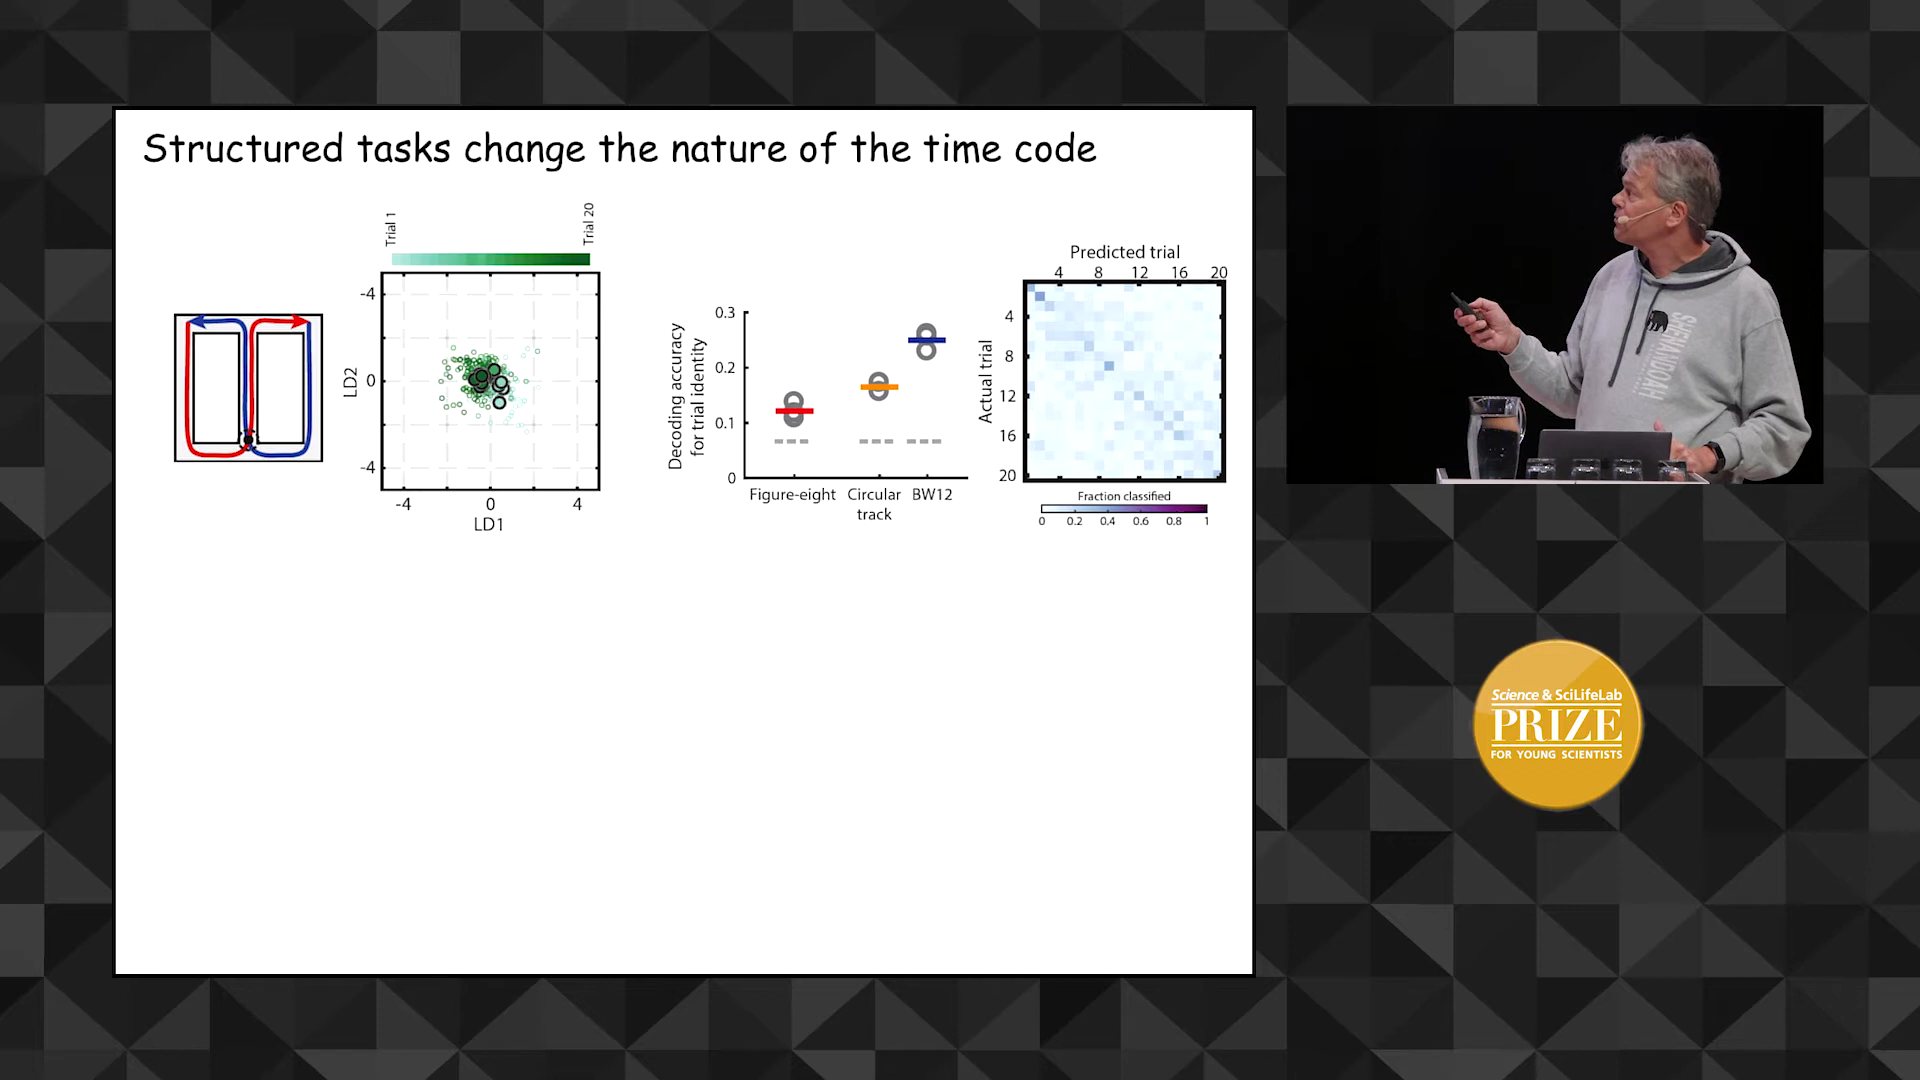 Structured tasks change the nature of the time code
Trial 1
Trial 20
-4
0
-4
LD2
-4
0
4
LD1
Decoding accuracy
for trial identity
0.3
0.2
0.1
0
Figure-eight
Circular
track
BW12
Predicted trial
4
8
12
16
20
Actual trial
4
8
12
16
20
Fraction classified
0
0.2
0.4
0.6
0.8
1
Science & SciLifeLab
PRIZE
FOR YOUNG SCIENTISTS